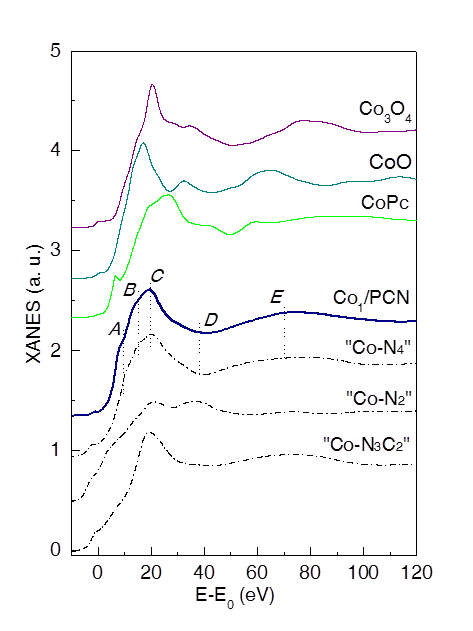 5
Co3O4
4
CoO
CoPc
3
B C E Co1/PCN
A D
2
"Co-N4"
"Co-N2"
1
"Co-N3C2"
0
0 20 40 60 80 100 120
E-E0 (eV)
XANES (a. u.)